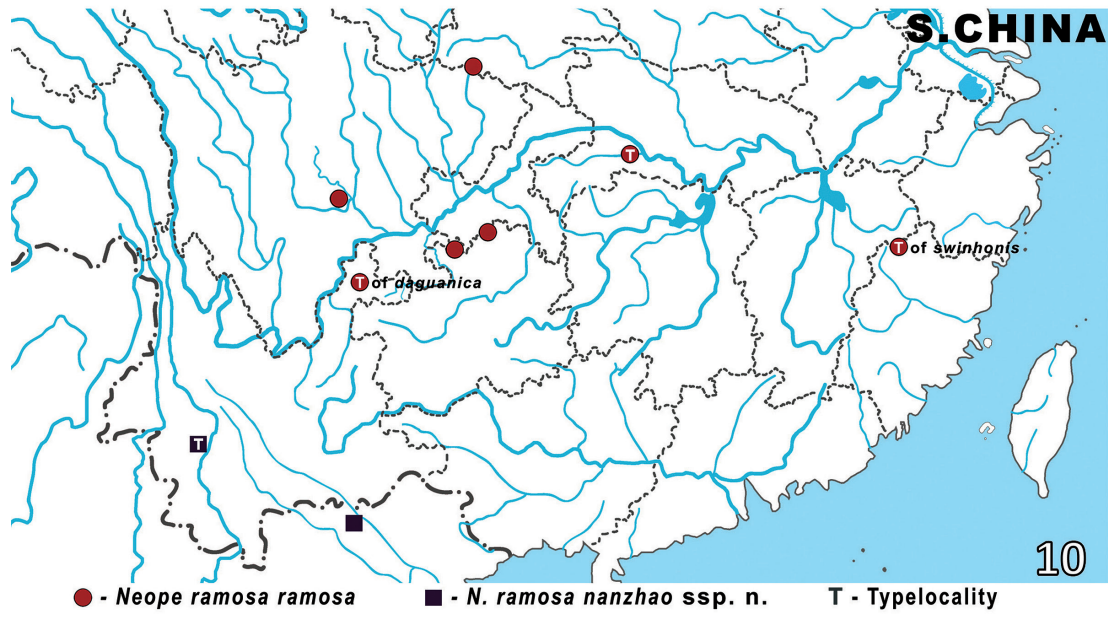 S.CHINA
T
T of swinhonis
T of daguanica
T
10
- Neope ramosa ramosa - N. ramosa nanzhao ssp. n. T - Typelocality